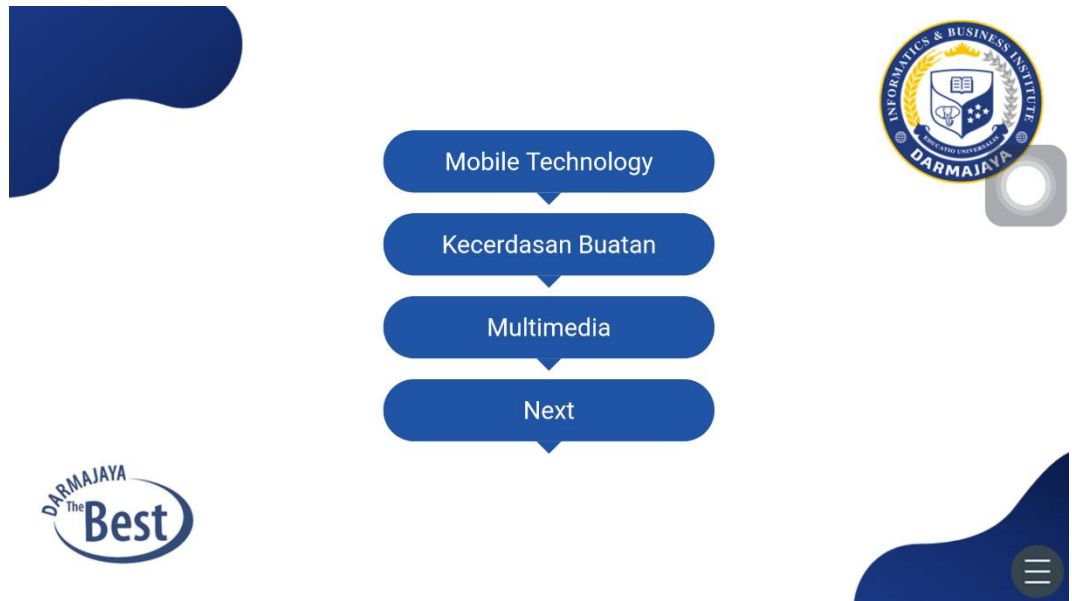 INFORMATICS & BUSINESS INSTITUTE
EDUCATIO UNIVERSALIS
DARMAJAYA
Mobile Technology
Kecerdasan Buatan
Multimedia
Next
DARMAJAYA
The
Best